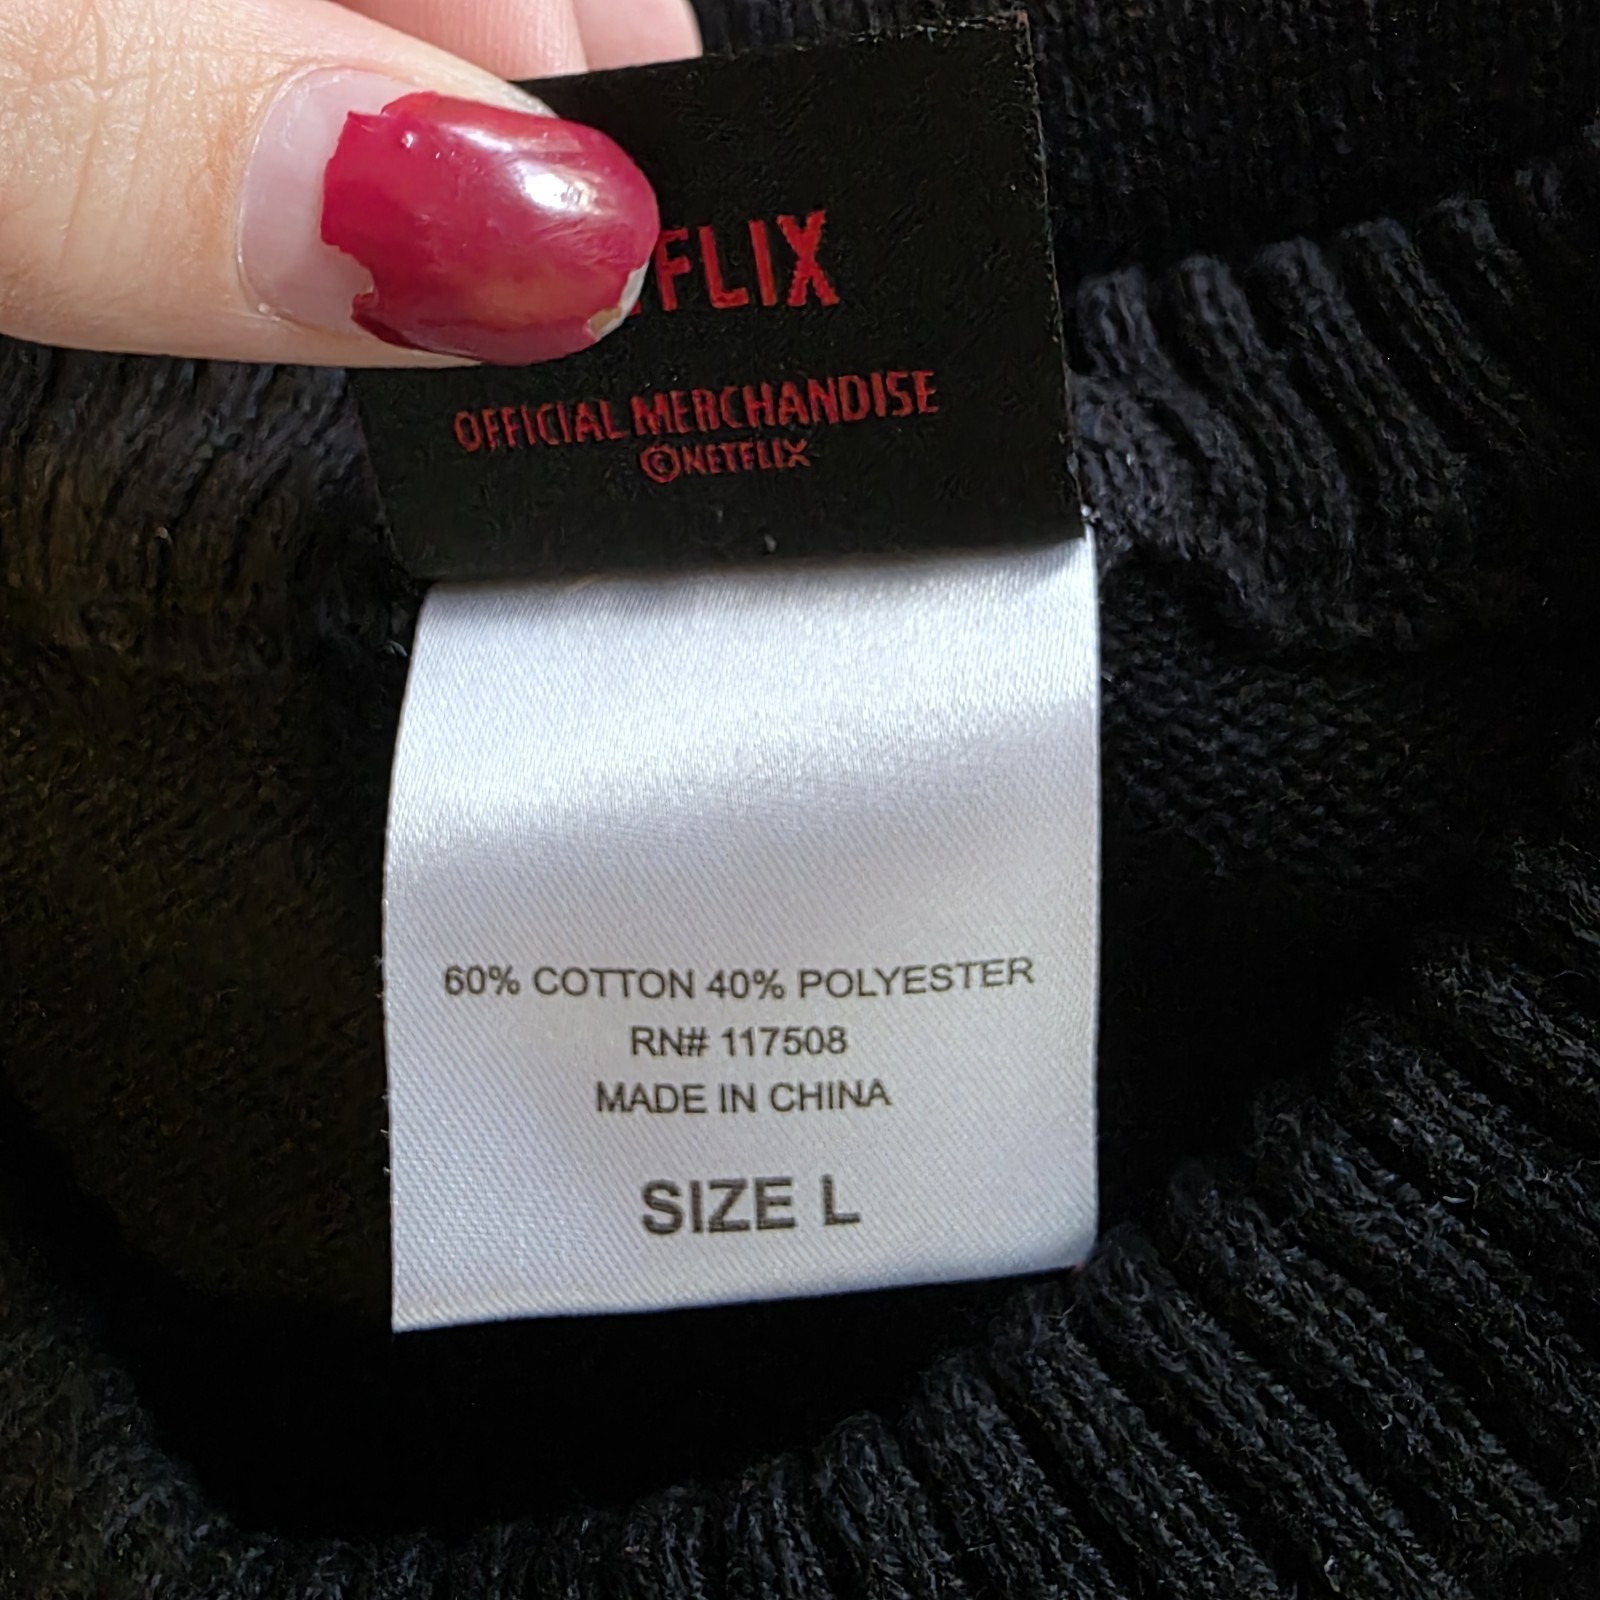 FLIX
OFFICIAL MERCHANDISE
©NETFLIX
60% COTTON 40% POLYESTER
RN# 117508
MADE IN CHINA
SIZE L